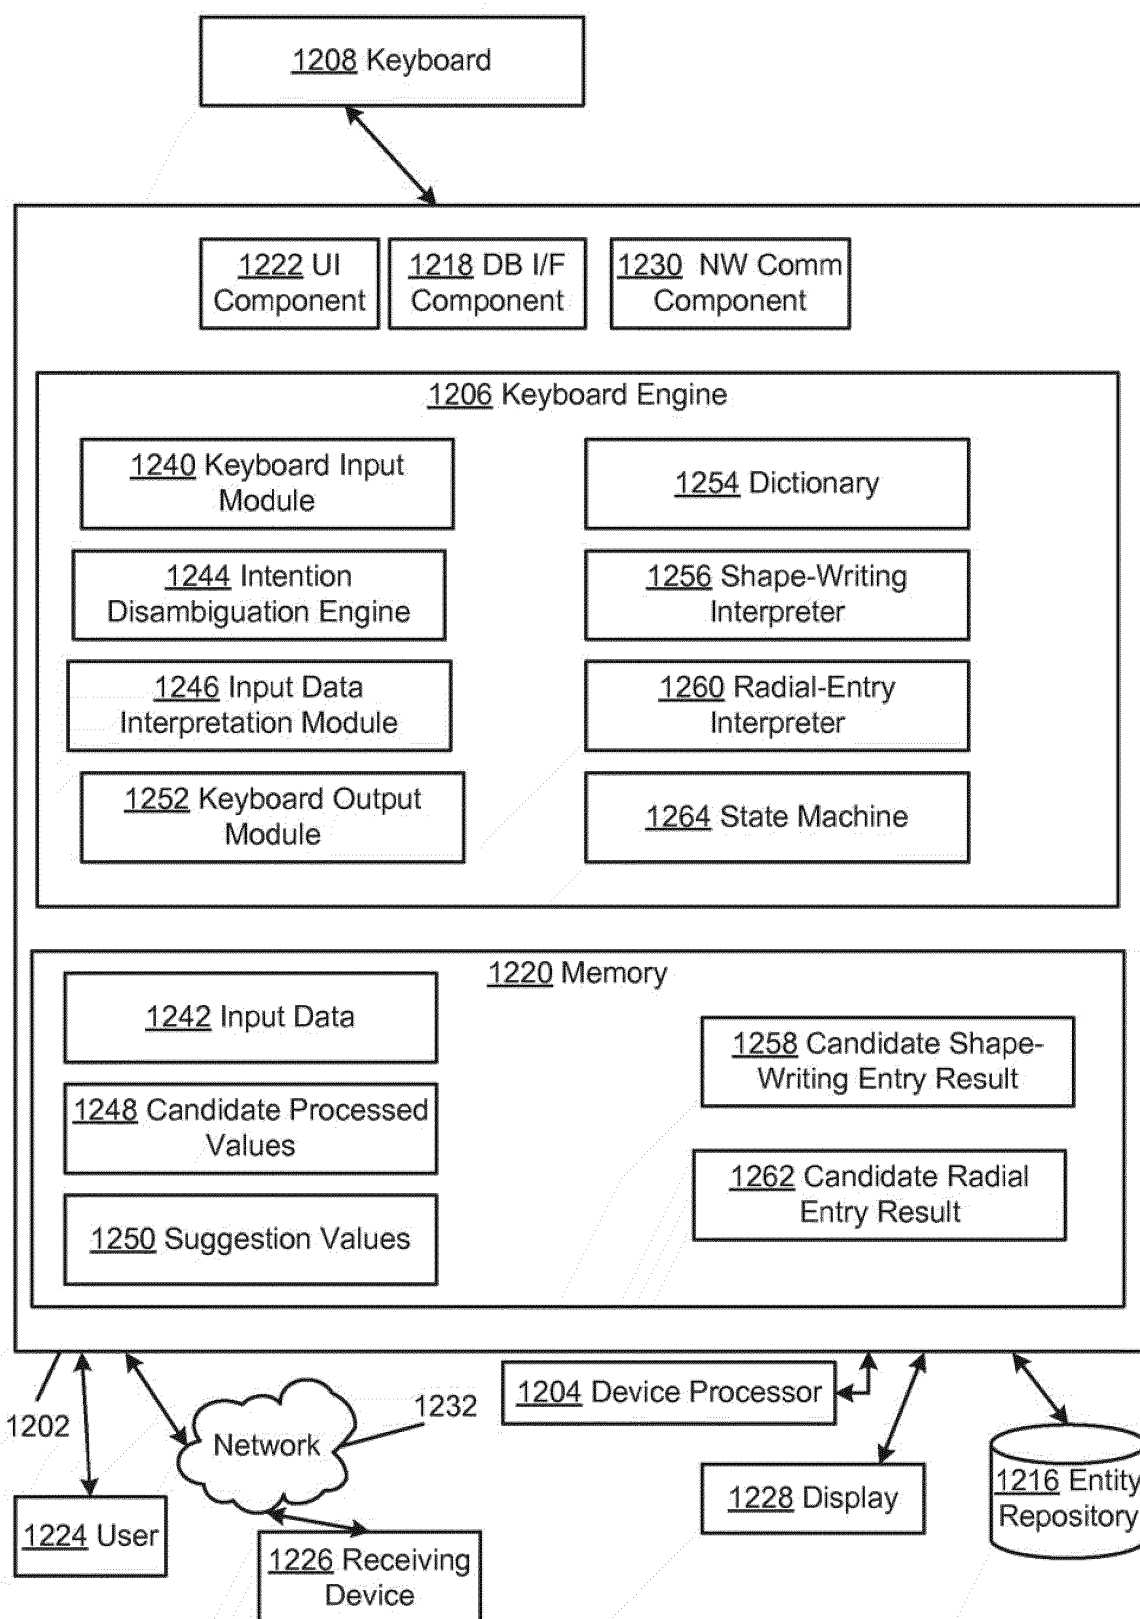 1208 Keyboard
1222 UI
Component
1218 DB I/F
Component
1230 NW Comm
Component
1206 Keyboard Engine
1240 Keyboard Input
Module
1254 Dictionary
1244 Intention
Disambiguation Engine
1256 Shape-Writing
Interpreter
1246 Input Data
Interpretation Module
1260 Radial-Entry
Interpreter
1252 Keyboard Output
Module
1264 State Machine
1220 Memory
1242 Input Data
1258 Candidate Shape-
Writing Entry Result
1248 Candidate Processed
Values
1262 Candidate Radial
Entry Result
1250 Suggestion Values
1204 Device Processor
1202
1232
Network
1216 Entity
Repository
1228 Display
1224 User
1226 Receiving
Device